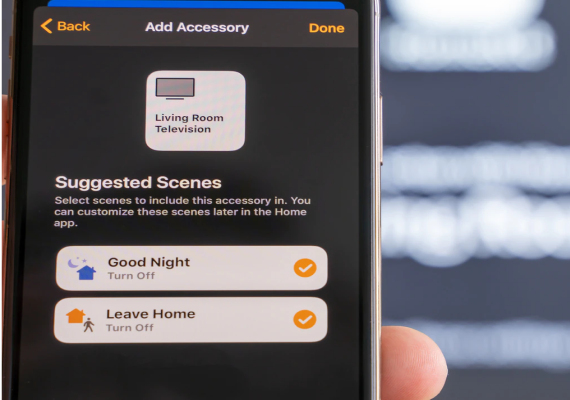 Back Add Accessory Done
Living Room
Television
Suggested Scenes
Select scenes to include this accessory in. You
can customize these scenes later in the Home
app.
Good Night
Turn Off
Leave Home
Turn Off